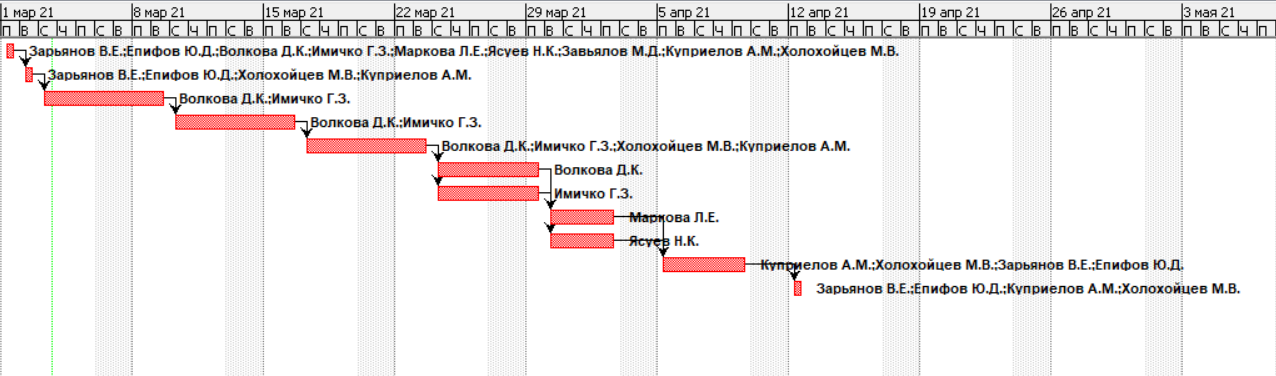 1 мар 21 8 мар 21 15 мар 21 22 мар 21 29 мар 21 5 апр 21 12 апр 21 19 апр 21 26 апр 21 3 мая 21
П В С Ч П С В П В С Ч П С В П В С Ч П С В П В С Ч П С В П В С Ч П С В П В С Ч П С В П В С Ч П С В П В С Ч П С В П В С Ч П С В П В С Ч П
Зарьянов В.Е.;Епифов Ю.Д.;Волкова Д.К.;Имичко Г.З.;Маркова Л.Е.;Ясуев Н.К.;Завьялов М.Д.;Куприелов А.М.;Холохойцев М.В.
Зарьянов В.Е.;Епифов Ю.Д.;Холохойцев М.В.;Куприелов А.М.
Волкова Д.К.;Имичко Г.З.
Волкова Д.К.;Имичко Г.З.
Волкова Д.К.;Имичко Г.З.;Холохойцев М.В.;Куприелов А.М.
Волкова Д.К.
Имичко Г.З.
Маркова Л.Е.
Ясуев Н.К.
Куприелов А.М.;Холохойцев М.В.;Зарьянов В.Е.;Епифов Ю.Д.
Зарьянов В.Е.;Епифов Ю.Д.;Куприелов А.М.;Холохойцев М.В.